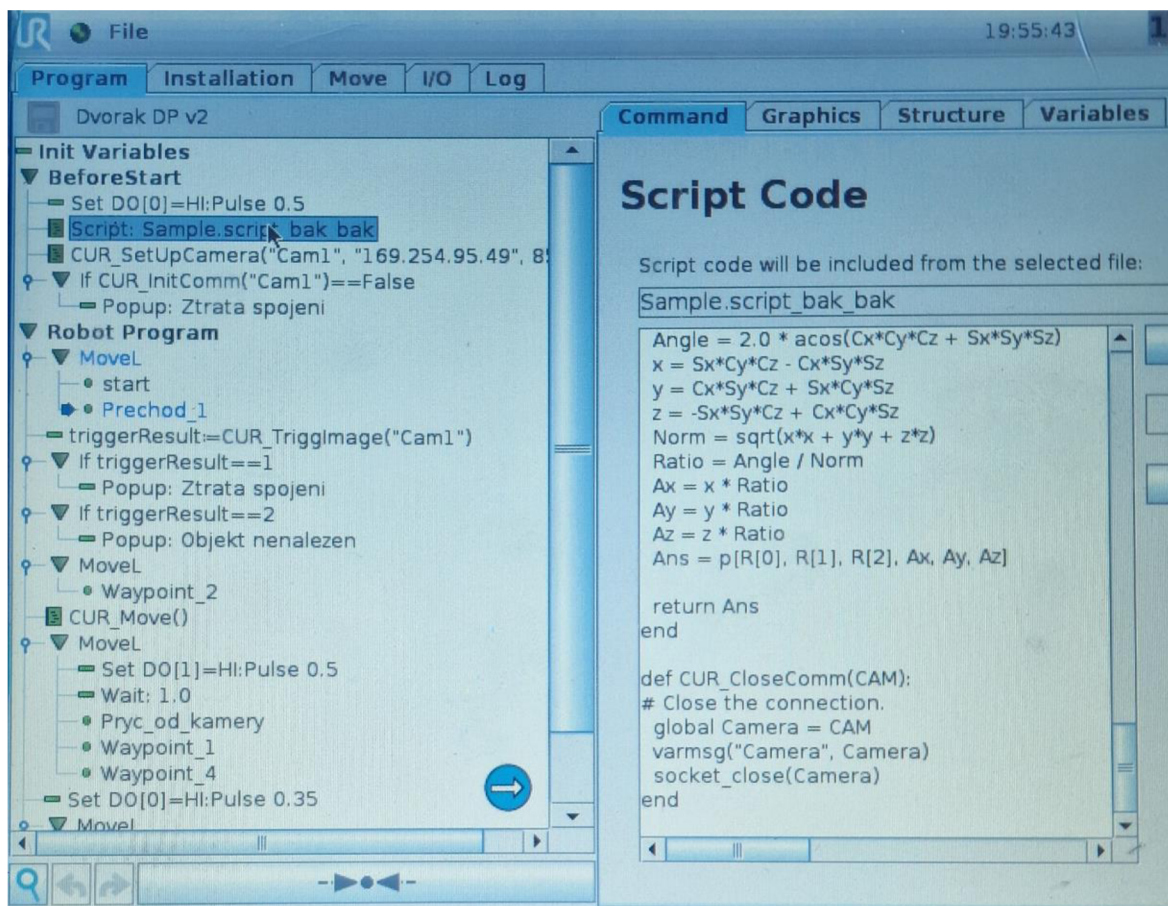 UR File 19:55:43 1
Program Installation Move I/O Log
Dvorak DP v2
Init Variables
BeforeStart
Set DO[0]=HI:Pulse 0.5
Script: Sample.script_bak_bak
CUR_SetUpCamera("Cam1", "169.254.95.49", 8
If CUR_InitComm("Cam1")==False
Popup: Ztrata spojeni
Robot Program
MoveL
start
Prechod_1
triggerResult:=CUR_TriggImage("Cam1")
If triggerResult==1
Popup: Ztrata spojeni
If triggerResult==2
Popup: Objekt nenalezen
MoveL
Waypoint_2
CUR_Move()
MoveL
Set DO[1]=HI:Pulse 0.5
Wait: 1.0
Pryc_od_kamery
Waypoint_1
Waypoint_4
Set DO[0]=HI:Pulse 0.35
MoveL
Command Graphics Structure Variables
Script Code
Script code will be included from the selected file:
Sample.script_bak_bak
Angle = 2.0 * acos(Cx*Cy*Cz + Sx*Sy*Sz)
x = Sx*Cy*Cz - Cx*Sy*Sz
y = Cx*Sy*Cz + Sx*Cy*Sz
z = -Sx*Sy*Cz + Cx*Cy*Sz
Norm = sqrt(x*x + y*y + z*z)
Ratio = Angle / Norm
Ax = x * Ratio
Ay = y * Ratio
Az = z * Ratio
Ans = p[R[0], R[1], R[2], Ax, Ay, Az]
return Ans
end
def CUR_CloseComm(CAM):
# Close the connection.
global Camera = CAM
varmsg("Camera", Camera)
socket_close(Camera)
end